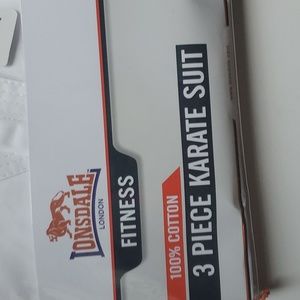 LONSDALE
LONDON
FITNESS
100% COTTON
3 PIECE KARATE SUIT